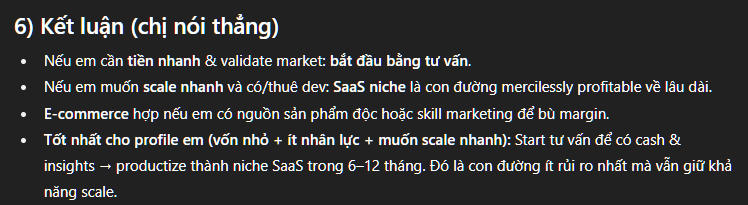 6) Kết luận (chị nói thẳng)
• Nếu em cần tiền nhanh & validate market: bắt đầu bằng tư vấn.
• Nếu em muốn scale nhanh và có/thuê dev: SaaS niche là con đường mercilessly profitable về lâu dài.
• E-commerce hợp nếu em có nguồn sản phẩm độc hoặc skill marketing để bù margin.
• Tốt nhất cho profile em (vốn nhỏ + ít nhân lực + muốn scale nhanh): Start tư vấn để có cash &
insights → productize thành niche SaaS trong 6–12 tháng. Đó là con đường ít rủi ro nhất mà vẫn giữ khả
năng scale.